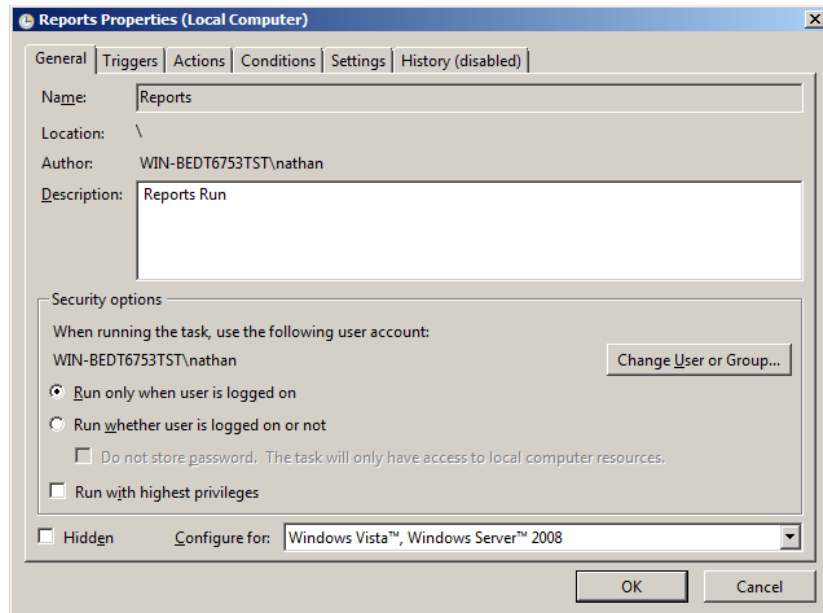 Reports Properties (Local Computer)
General Triggers Actions Conditions Settings History (disabled)
Name: Reports
Location: \
Author: WIN-BEDT6753TST\nathan
Description: Reports Run
Security options
When running the task, use the following user account:
WIN-BEDT6753TST\nathan Change User or Group...
Run only when user is logged on
Run whether user is logged on or not
Do not store password. The task will only have access to local computer resources.
Run with highest privileges
Hidden Configure for: Windows Vista™, Windows Server™ 2008
OK Cancel